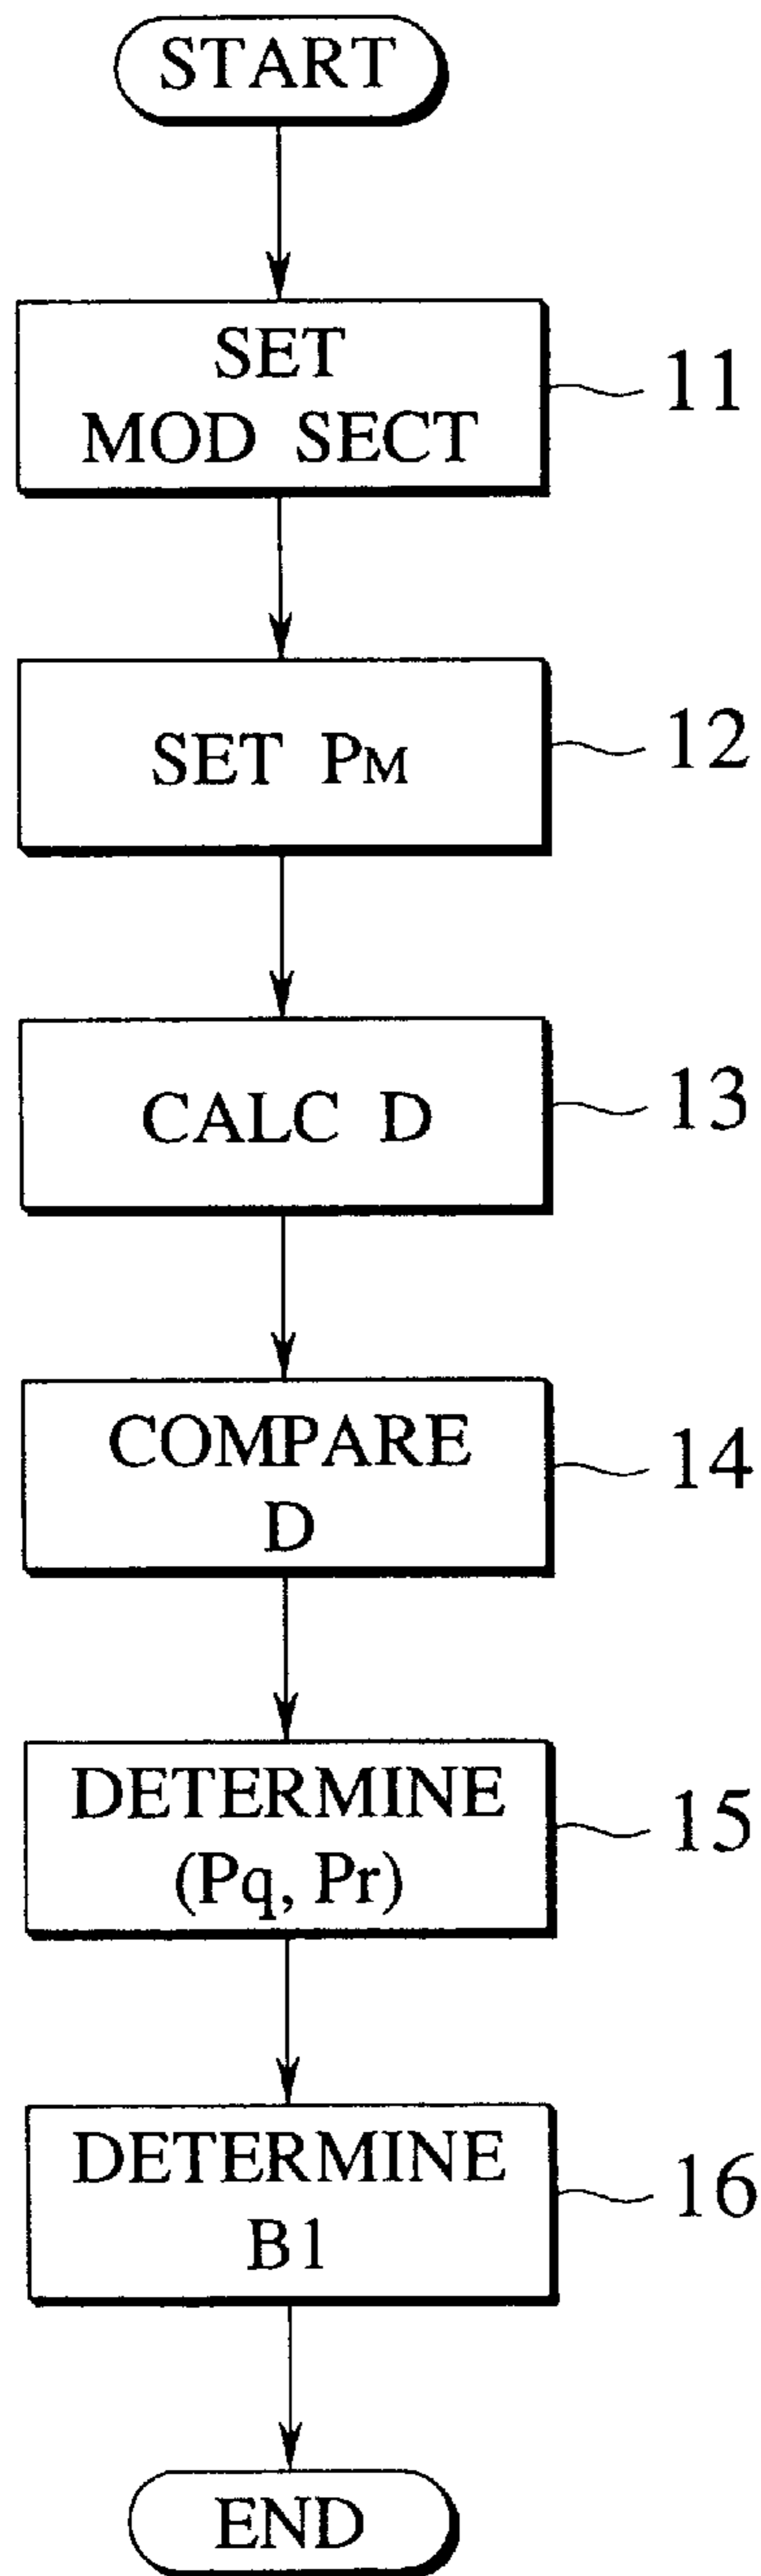 START
SET
MOD SECT
11
SET PM
12
CALC D
13
COMPARE
D
14
DETERMINE
(Pq, Pr)
15
DETERMINE
B1
16
END